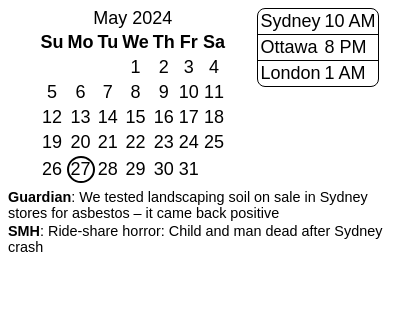 May 2024
Su Mo Tu We Th Fr Sa
1 2 3 4
5 6 7 8 9 10 11
12 13 14 15 16 17 18
19 20 21 22 23 24 25
26 27 28 29 30 31
Sydney 10 AM
Ottawa 8 PM
London 1 AM
Guardian: We tested landscaping soil on sale in Sydney
stores for asbestos – it came back positive
SMH: Ride-share horror: Child and man dead after Sydney
crash